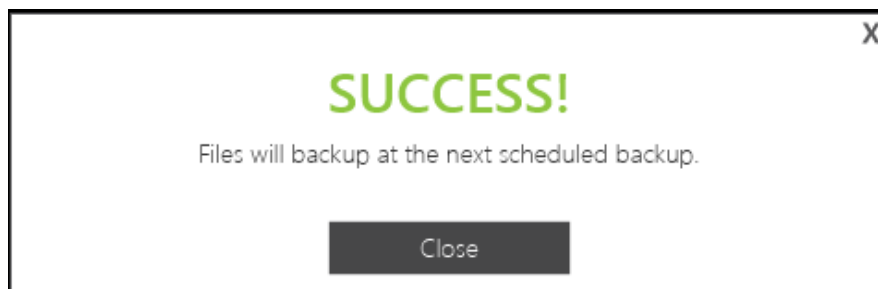 X
SUCCESS!
Files will backup at the next scheduled backup.
Close